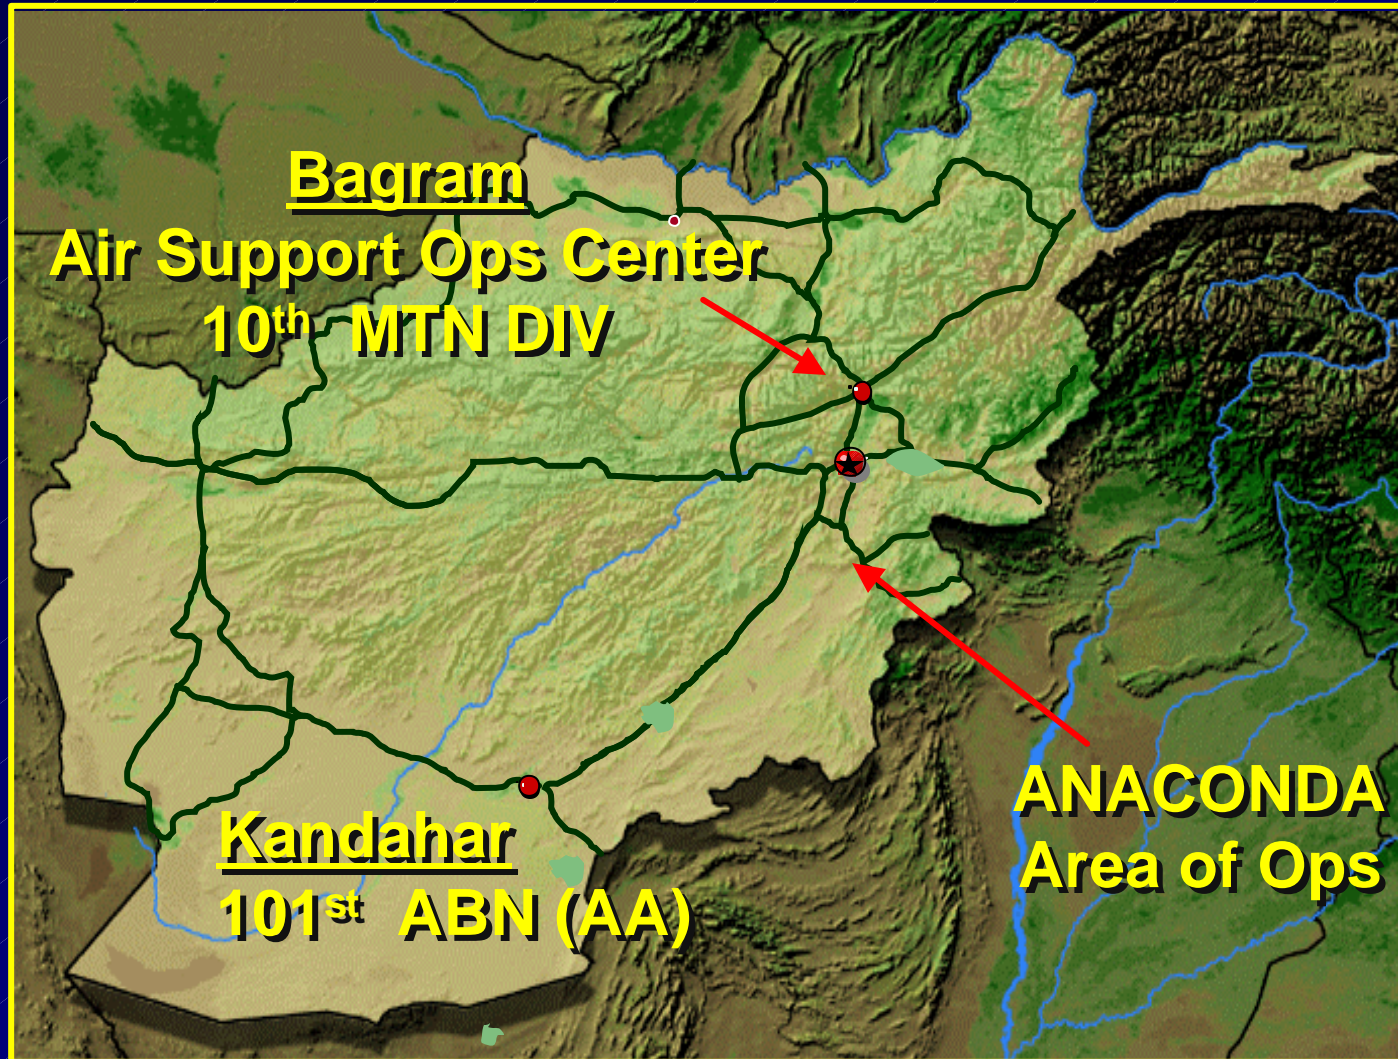 Bagram
Air Support Ops Center
10th MTN DIV
Kandahar
101st ABN (AA)
ANACONDA
Area of Ops